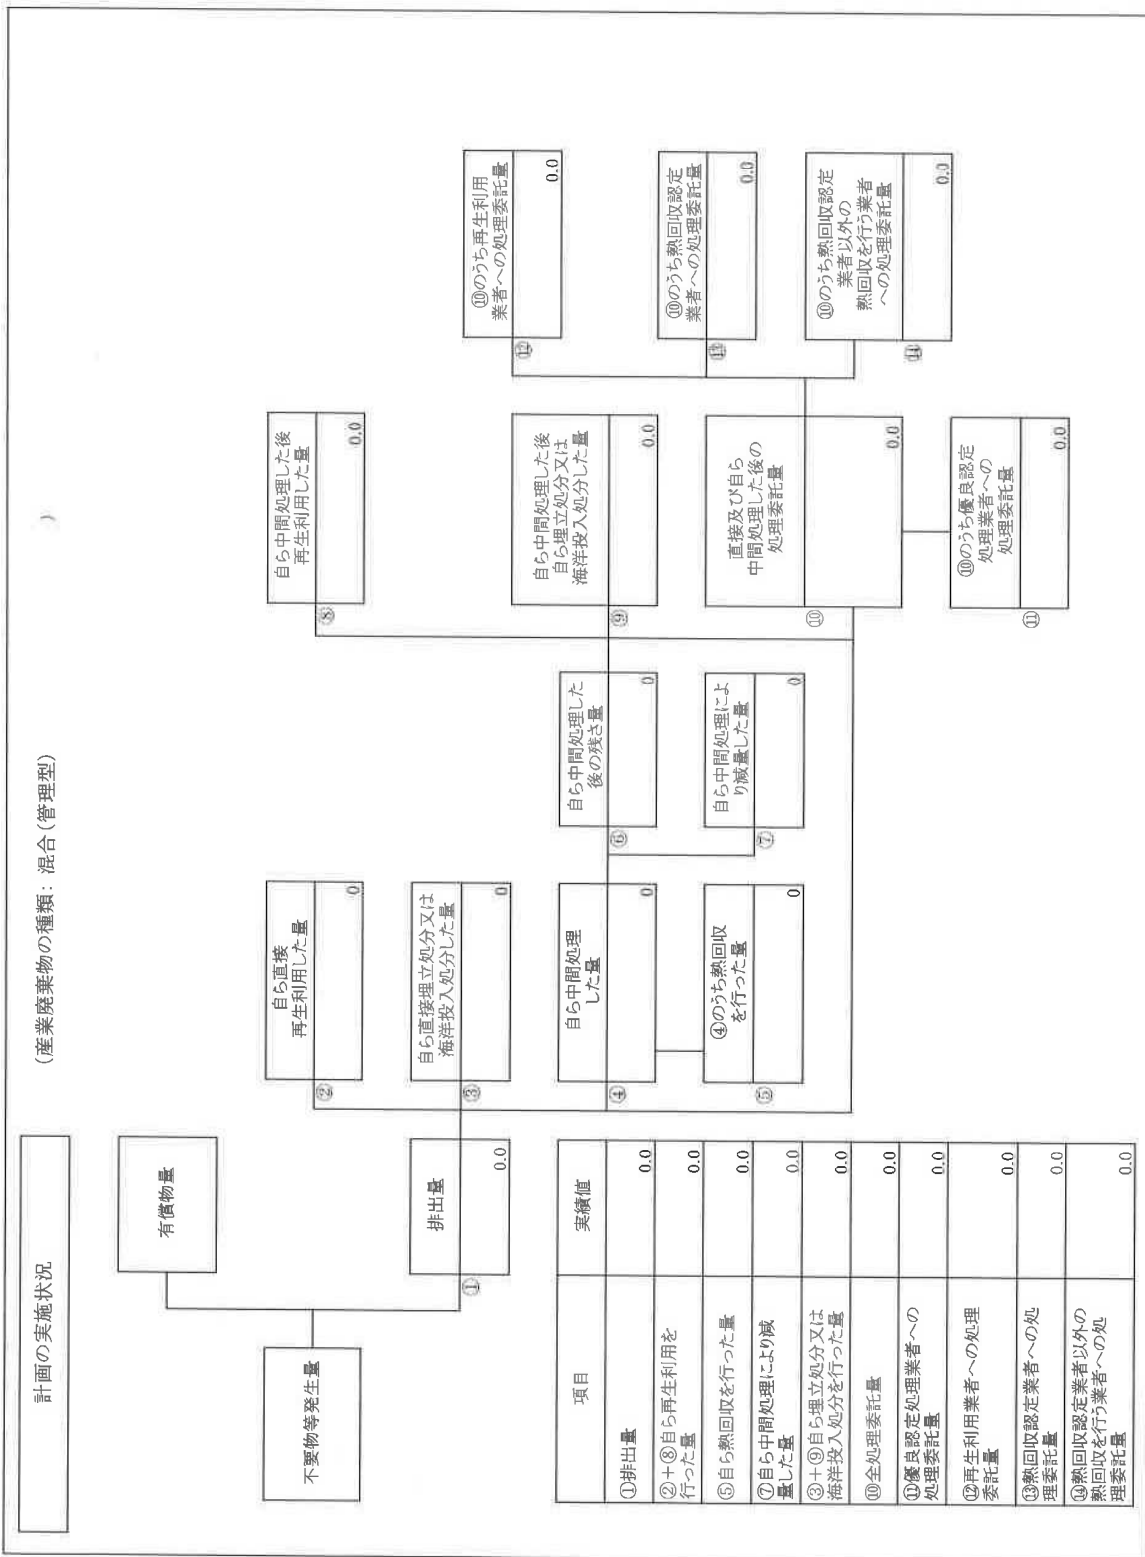 計画の実施状況
(産業廃棄物の種類：混合(管理型)
)
不要物等発生量
有償物量
①
排出量
0.0
②
自ら直接
再生利用した量
0
③
自ら直接埋立処分又は
海洋投入処分した量
0
④
自ら中間処理
した量
0
⑤
④のうち熱回収
を行った量
0
⑥
自ら中間処理した
後の残さ量
0
⑦
自ら中間処理によ
り減量した量
0
⑧
自ら中間処理した後
再生利用した量
0.0
⑨
自ら中間処理した後
自ら埋立処分又は
海洋投入処分した量
0.0
⑩
直接及び自ら
中間処理した後の
処理委託量
0.0
⑪
⑩のうち優良認定
処理業者への
処理委託量
0.0
⑫
⑩のうち再生利用
業者への処理委託量
0.0
⑬
⑩のうち熱回収認定
業者への処理委託量
0.0
⑭
⑩のうち熱回収認定
業者以外の
熱回収を行う業者
への処理委託量
0.0
項目 実績値
①排出量 0.0
②＋⑧自ら再生利用を
行った量 0.0
⑤自ら熱回収を行った量 0.0
⑦自ら中間処理により減
量した量 0.0
③＋⑨自ら埋立処分又は
海洋投入処分を行った量 0.0
⑩全処理委託量 0.0
⑪優良認定処理業者への
処理委託量 0.0
⑫再生利用業者への処理
委託量 0.0
⑬熱回収認定業者への処
理委託量 0.0
⑭熱回収認定業者以外の
熱回収を行う業者への処
理委託量 0.0